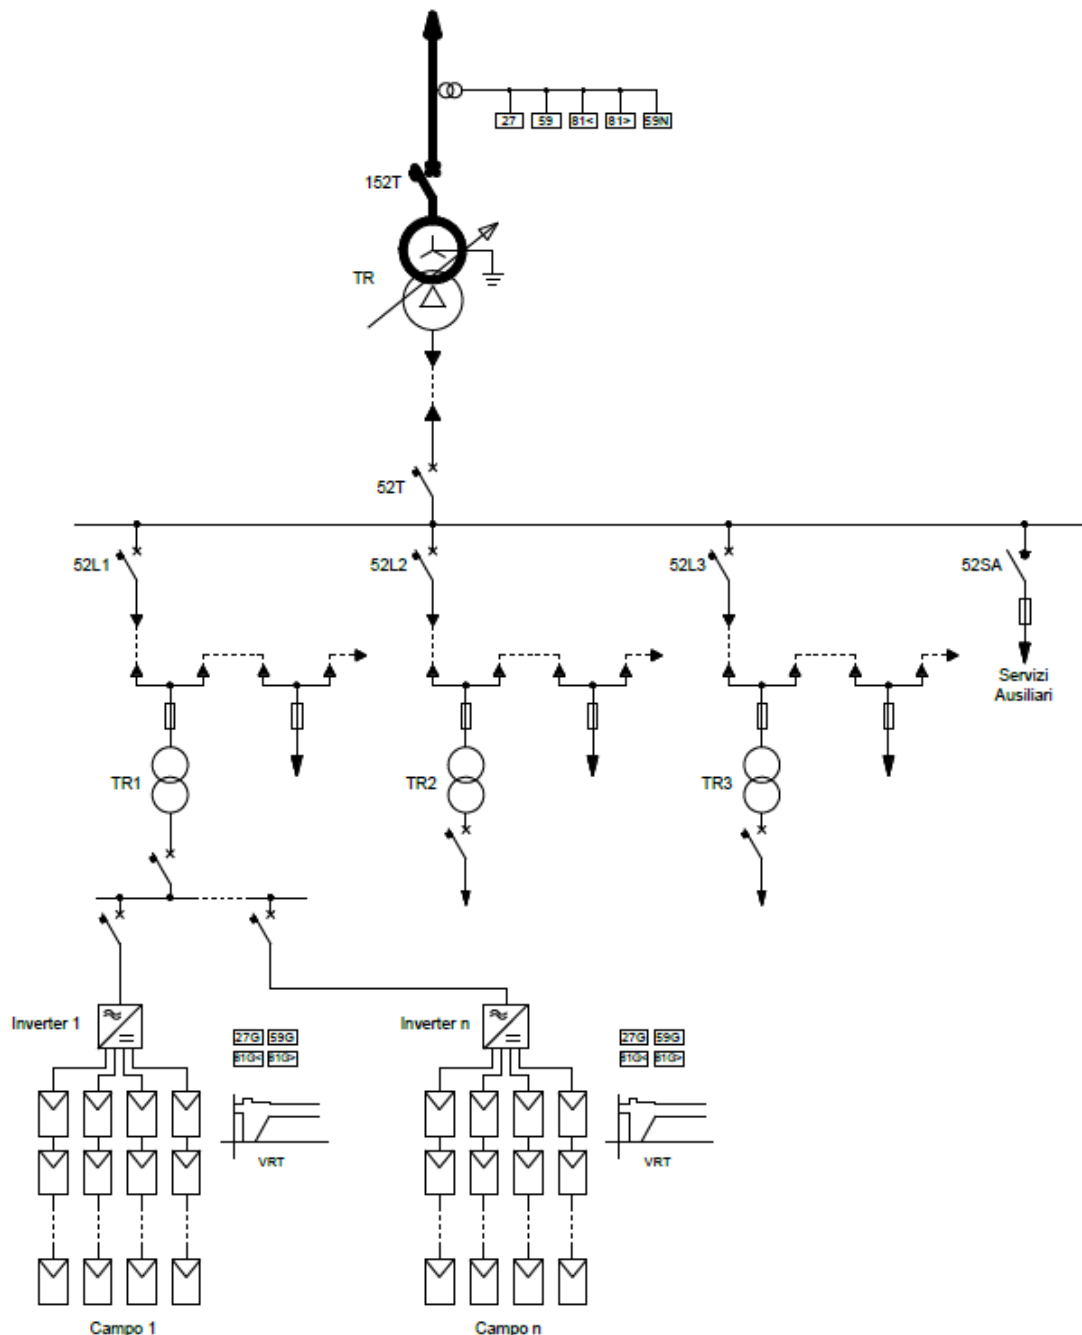 27 59 81< 81> 59N
152T
TR
52T
52L1 52L2 52L3 52SA
Servizi
Ausiliari
TR1 TR2 TR3
Inverter 1 Inverter n
27G 59G 27G 59G
81G< 81G> 81G< 81G>
VRT VRT
Campo 1 Campo n